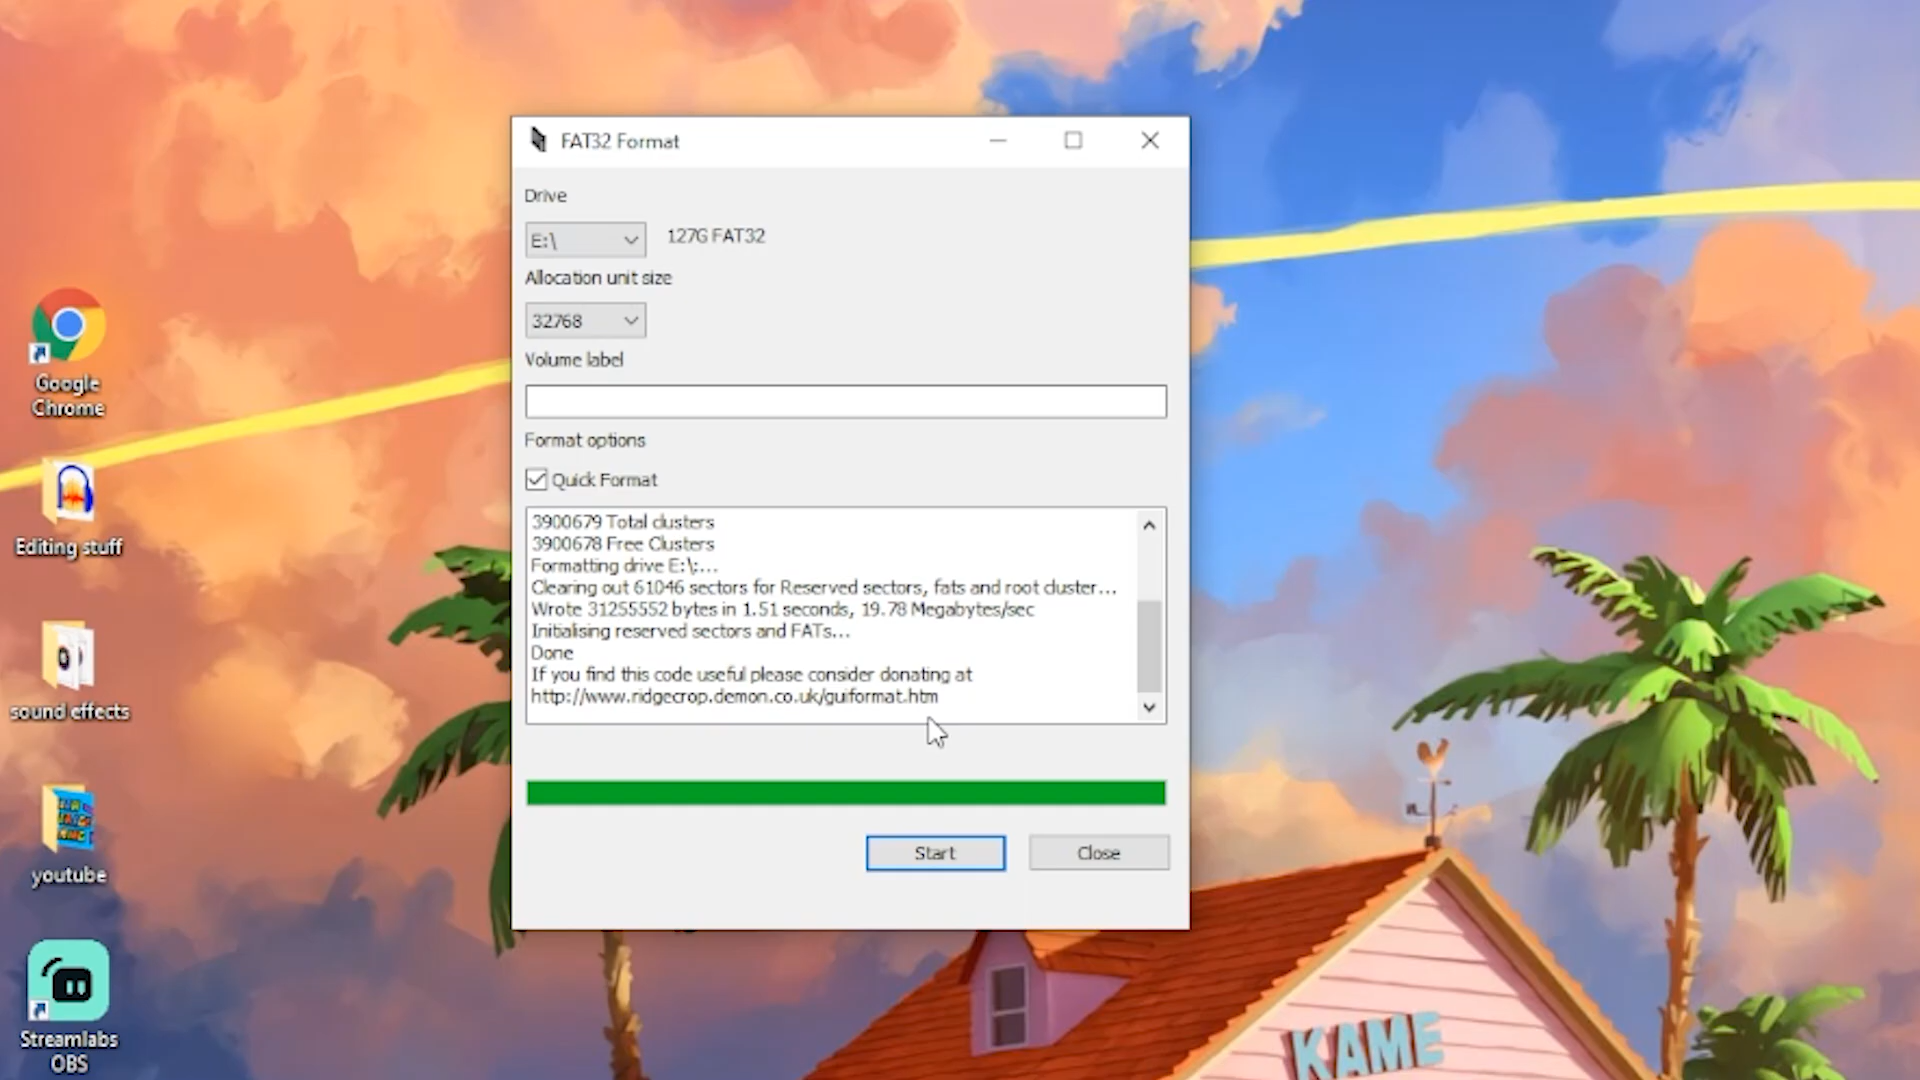 FAT32 Format
Drive
E:\
127G FAT32
Allocation unit size
32768
Volume label
Format options
Quick Format
3900679 Total clusters
3900678 Free Clusters
Formatting drive E:\:...
Clearing out 61046 sectors for Reserved sectors, fats and root cluster...
Wrote 31255552 bytes in 1.51 seconds, 19.78 Megabytes/sec
Initialising reserved sectors and FATs...
Done
If you find this code useful please consider donating at
http://www.ridgecrop.demon.co.uk/guiformat.htm
Start
Close
Google
Chrome
Editing stuff
sound effects
youtube
Streamlabs
OBS
KAME